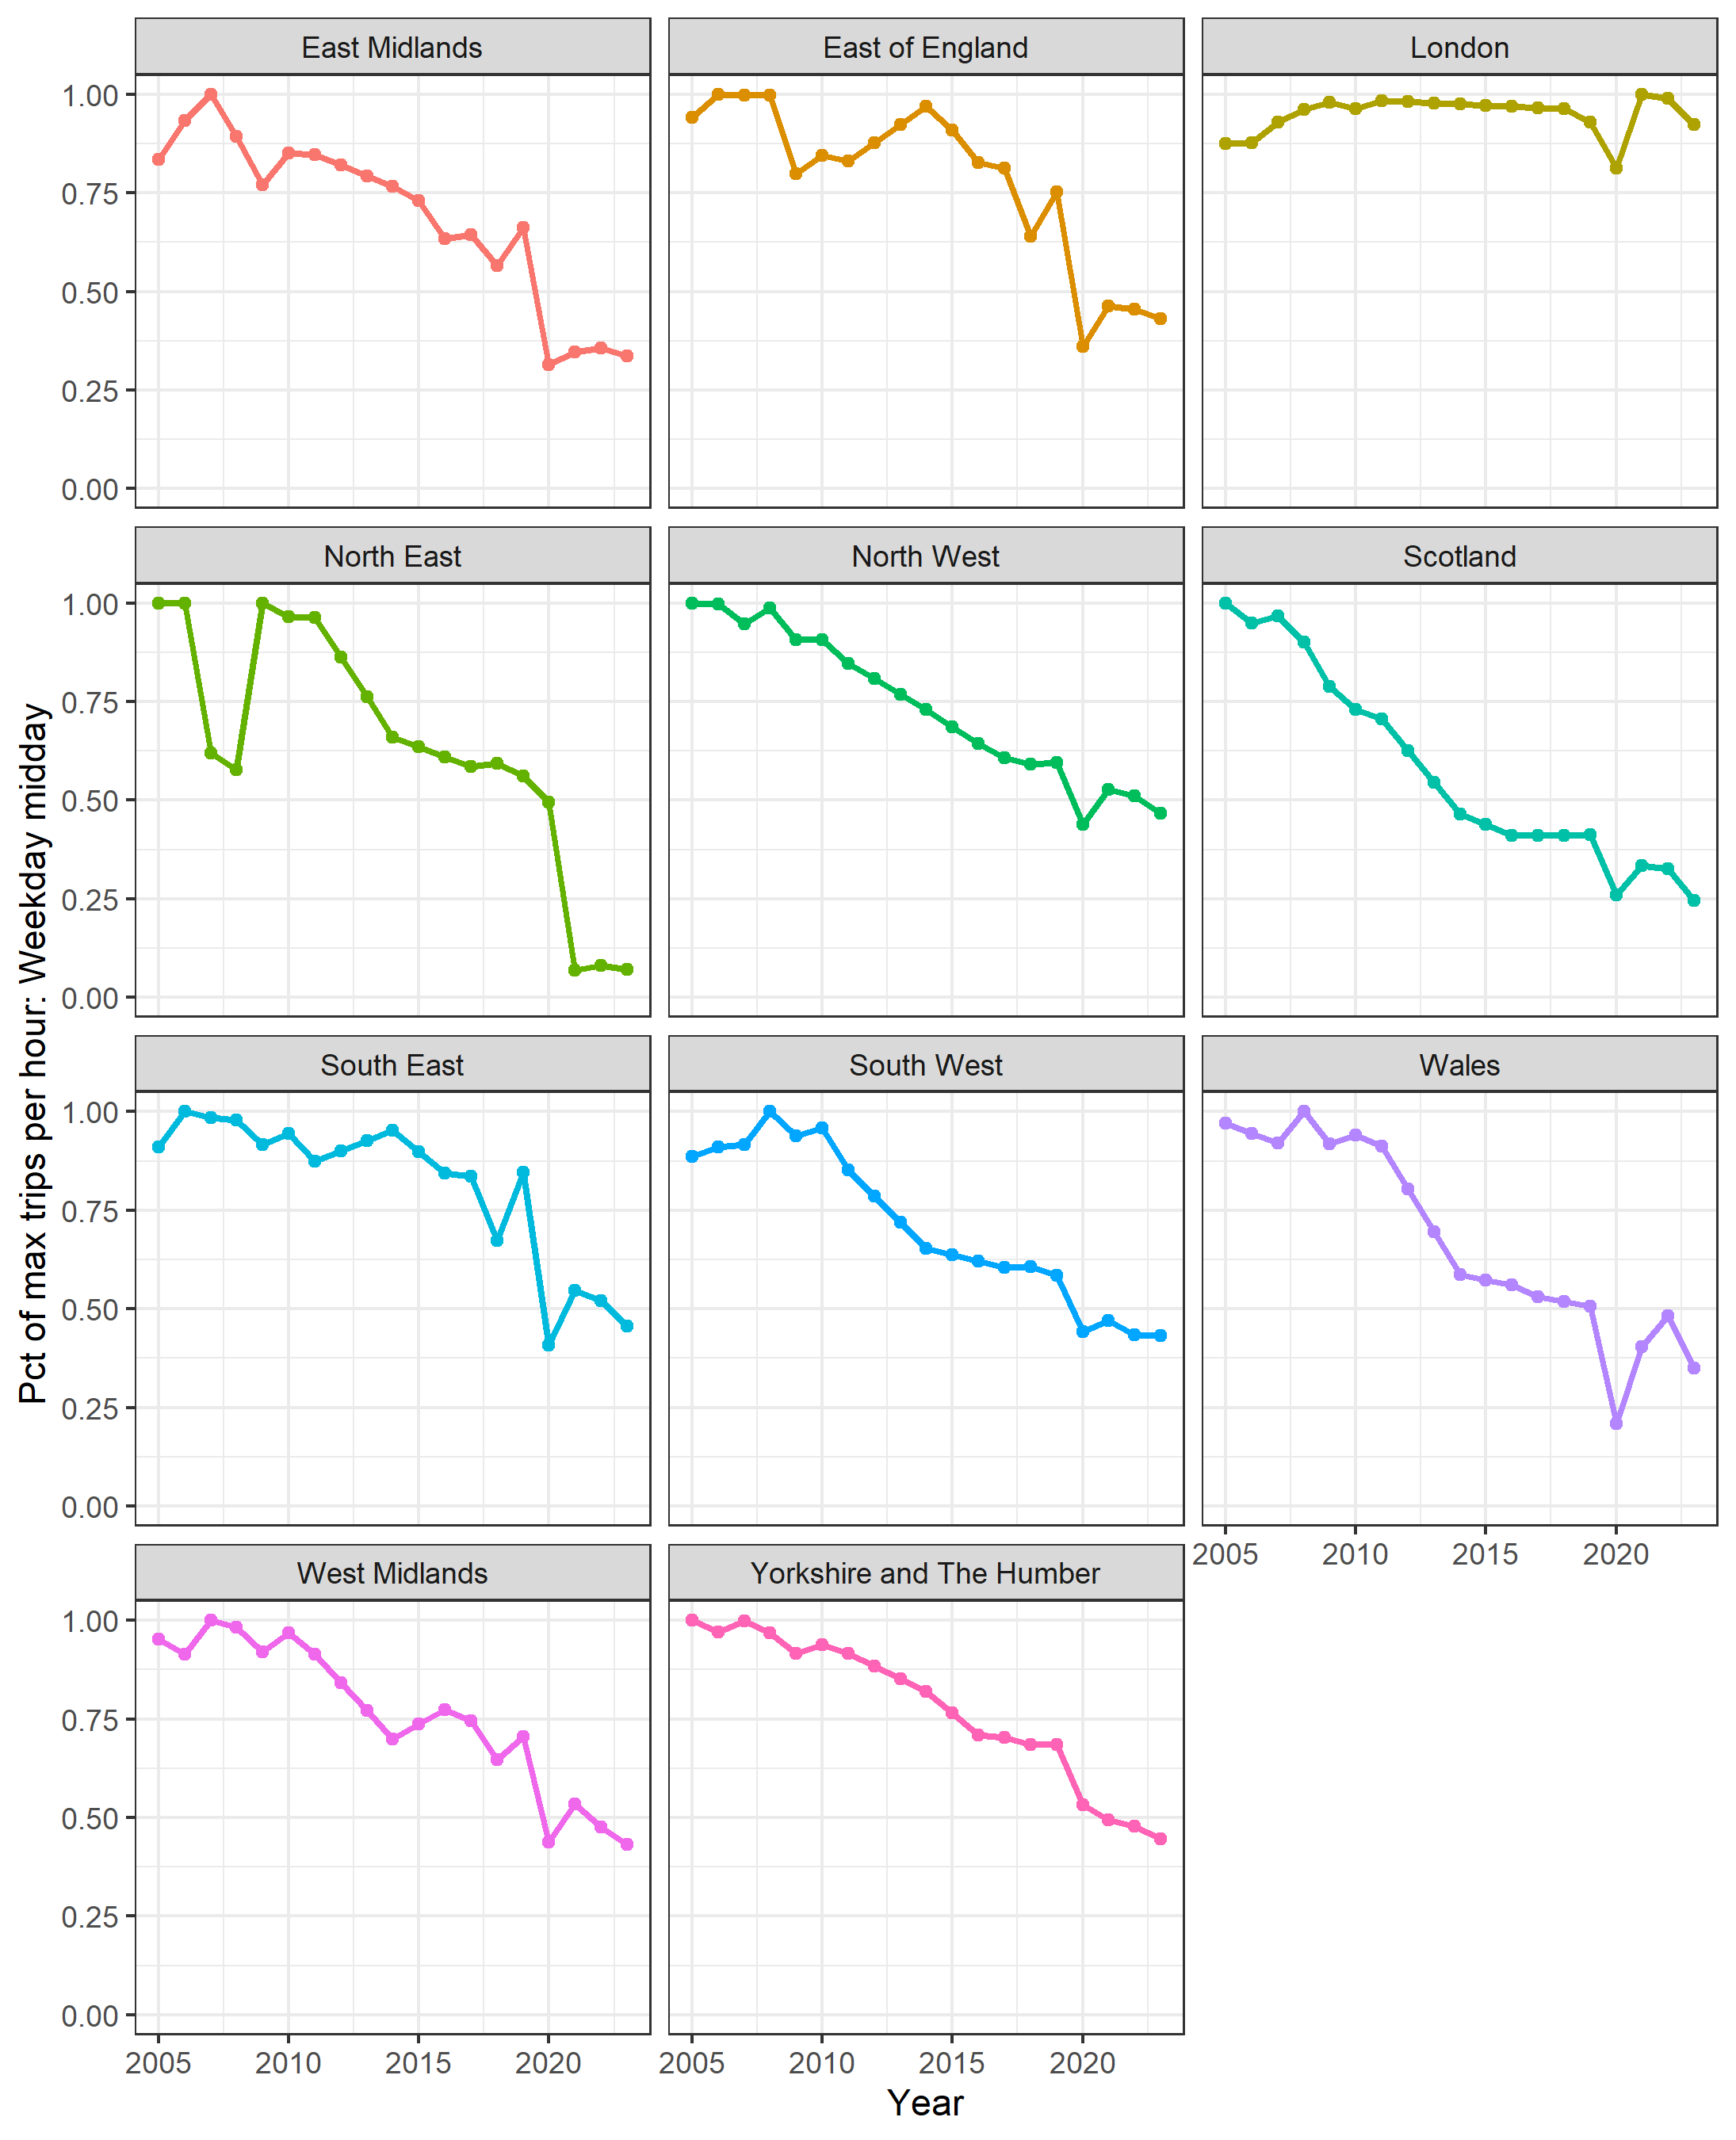 East Midlands
East of England
London
1.00
0.75
0.50
0.25
0.00
North East
North West
Scotland
1.00
0.75
0.50
0.25
0.00
Pct of max trips per hour: Weekday midday
South East
South West
Wales
1.00
0.75
0.50
0.25
0.00
2005 2010 2015 2020
West Midlands
Yorkshire and The Humber
1.00
0.75
0.50
0.25
0.00
2005 2010 2015 2020
2005 2010 2015 2020
Year